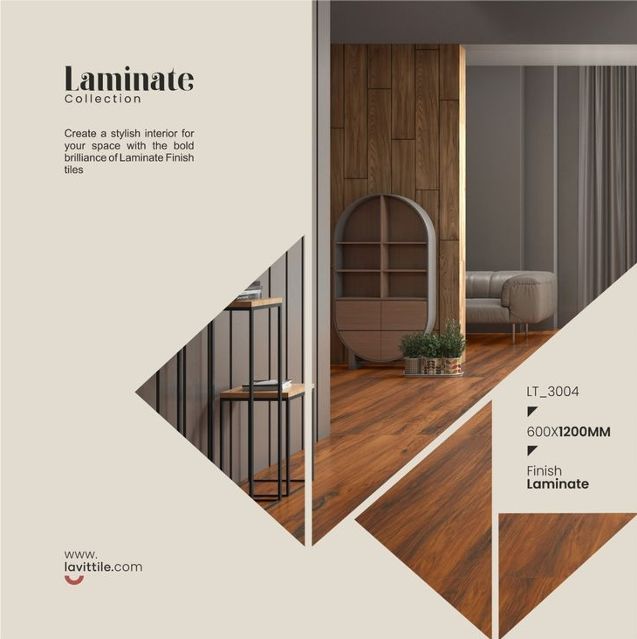 Laminate
Collection
Create a stylish interior for
your space with the bold
brilliance of Laminate Finish
tiles
LT_3004
600X1200MM
Finish
Laminate
www.
lavittile.com